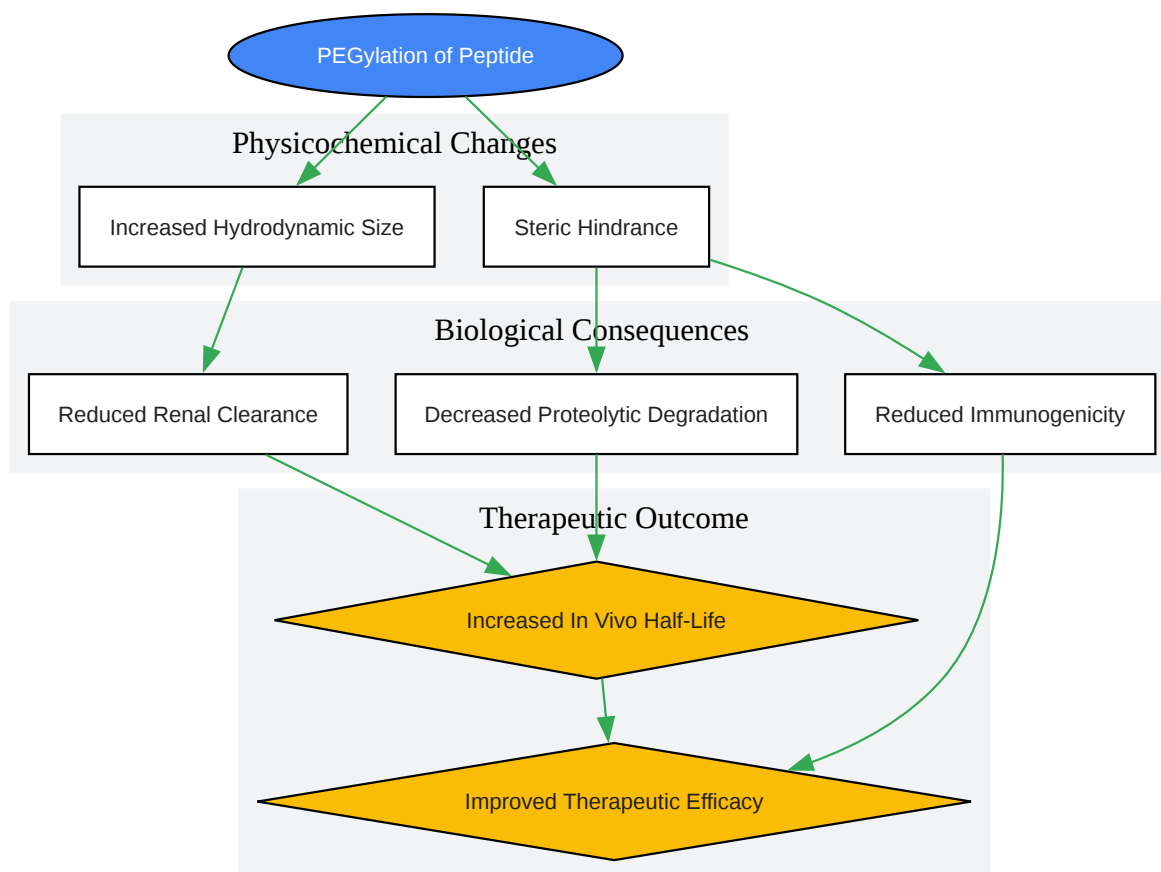 PEGylation of Peptide
Physicochemical Changes
Increased Hydrodynamic Size
Steric Hindrance
Biological Consequences
Reduced Renal Clearance
Decreased Proteolytic Degradation
Reduced Immunogenicity
Therapeutic Outcome
Increased In Vivo Half-Life
Improved Therapeutic Efficacy